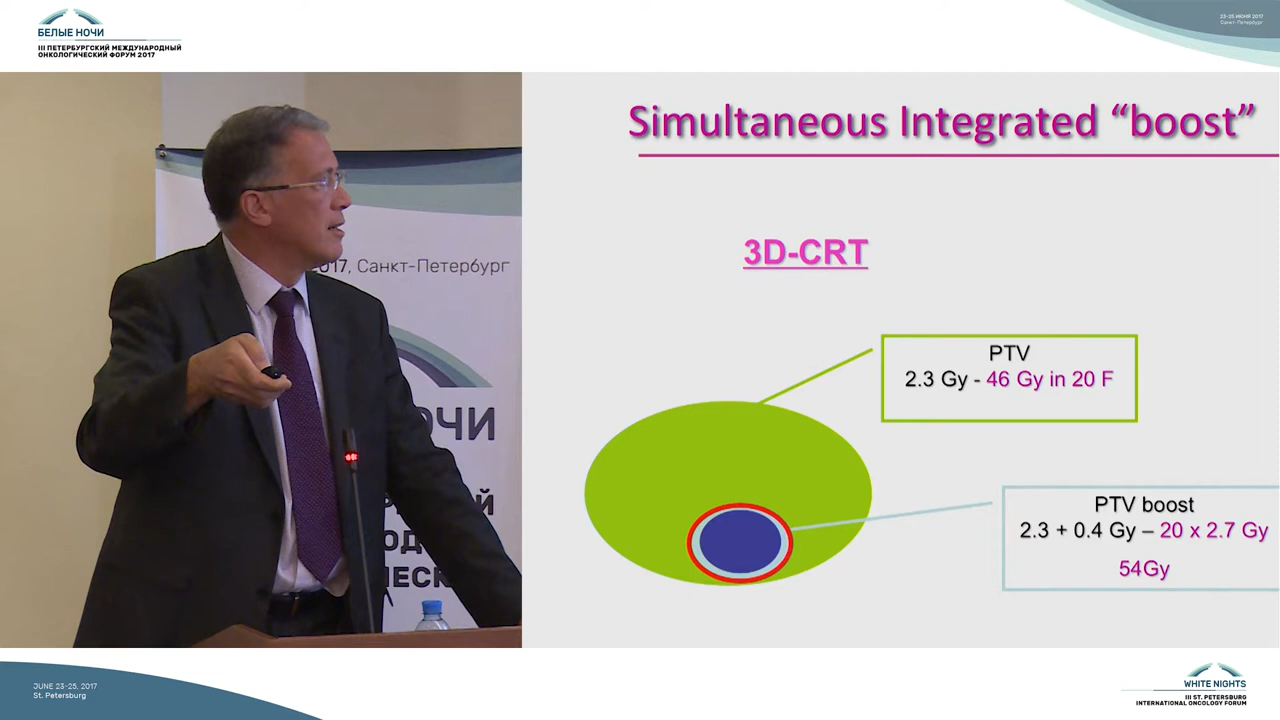 БЕЛЫЕ НОЧИ
III ПЕТЕРБУРГСКИЙ МЕЖДУНАРОДНЫЙ
ОНКОЛОГИЧЕСКИЙ ФОРУМ 2017
23-25 ИЮНЯ 2017
Санкт-Петербург
2017, Санкт-Петербург
ОЧИ
Simultaneous Integrated “boost”
3D-CRT
PTV
2.3 Gy - 46 Gy in 20 F
PTV boost
2.3 + 0.4 Gy – 20 x 2.7 Gy
54Gy
JUNE 23-25, 2017
St. Petersburg
WHITE NIGHTS
III ST. PETERSBURG
INTERNATIONAL ONCOLOGY FORUM